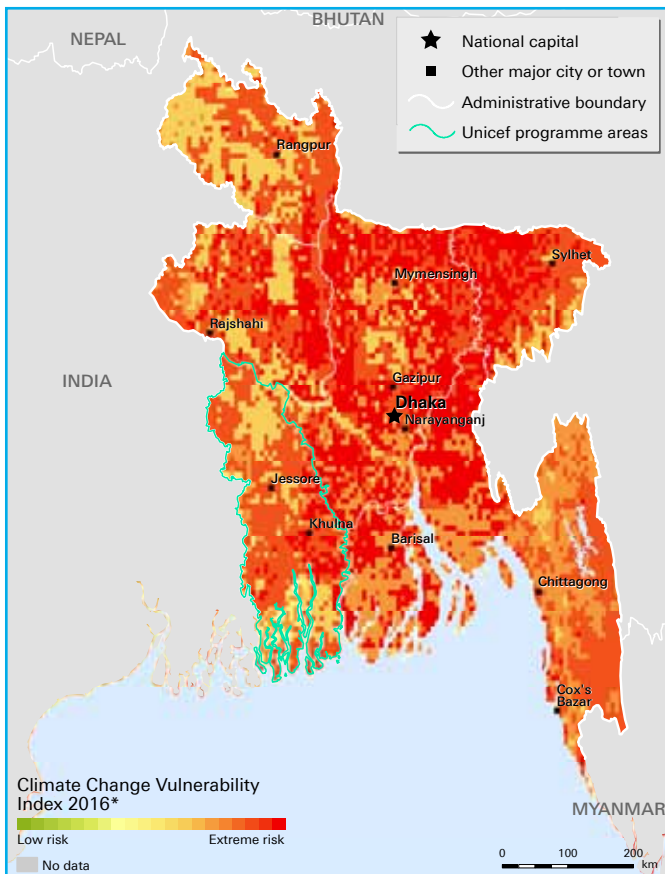 BHUTAN
NEPAL
National capital
Other major city or town
Administrative boundary
Unicef programme areas
Rangpur
Sylhet
Mymensingh
Rajshahi
INDIA
Gazipur
Dhaka
Narayanganj
Jessore
Khulna
Barisal
Chittagong
Cox's
Bazar
Climate Change Vulnerability
Index 2016*
MYANMAR
Low risk
Extreme risk
No data
0 100 200
km